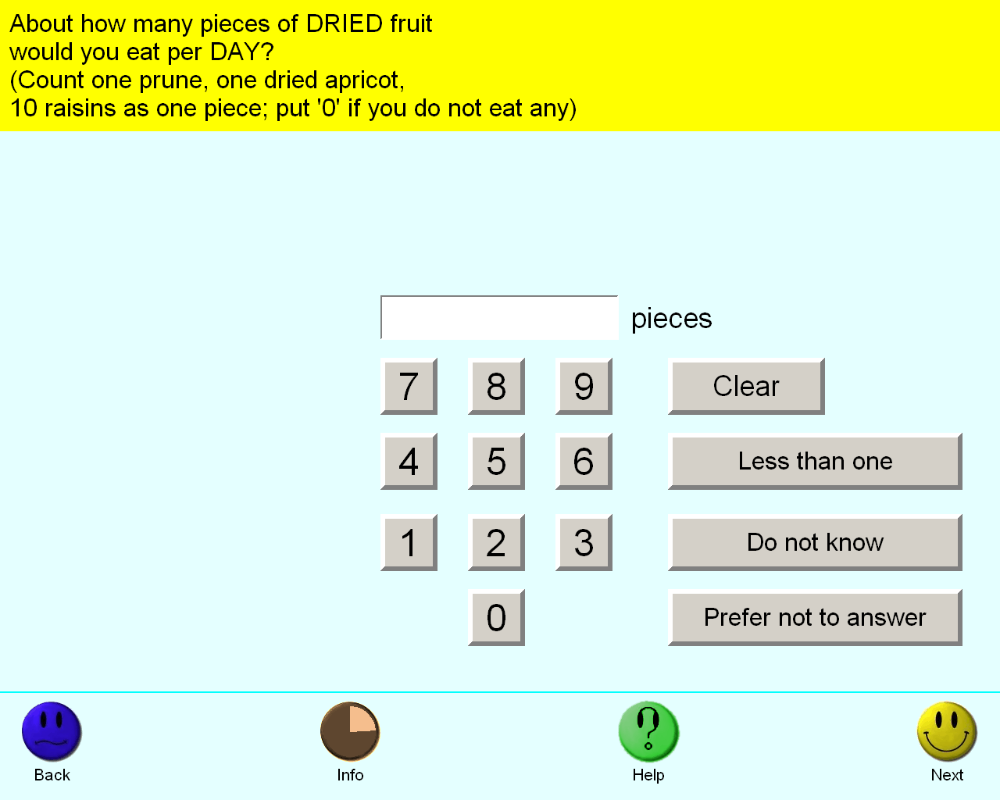 About how many pieces of DRIED fruit
would you eat per DAY?
(Count one prune, one dried apricot,
10 raisins as one piece; put '0' if you do not eat any)
pieces
7 8 9 Clear
4 5 6 Less than one
1 2 3 Do not know
0 Prefer not to answer
Back Info Help Next